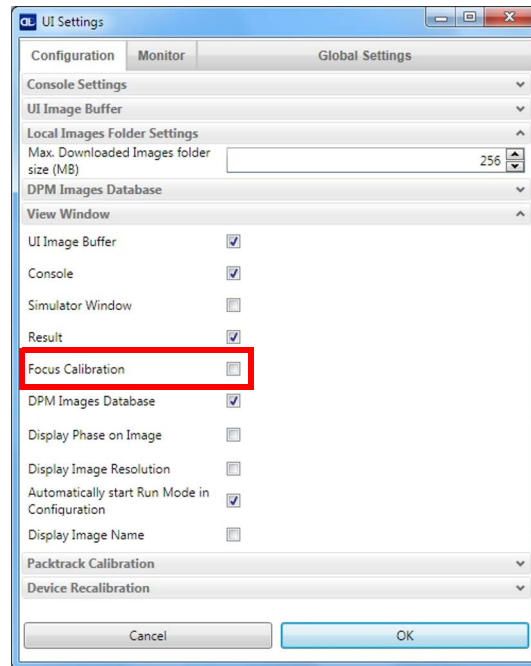 UI Settings
Configuration Monitor Global Settings
Console Settings
UI Image Buffer
Local Images Folder Settings
Max. Downloaded Images folder
size (MB)
256
DPM Images Database
View Window
UI Image Buffer
Console
Simulator Window
Result
Focus Calibration
DPM Images Database
Display Phase on Image
Display Image Resolution
Automatically start Run Mode in
Configuration
Display Image Name
Packtrack Calibration
Device Recalibration
Cancel OK